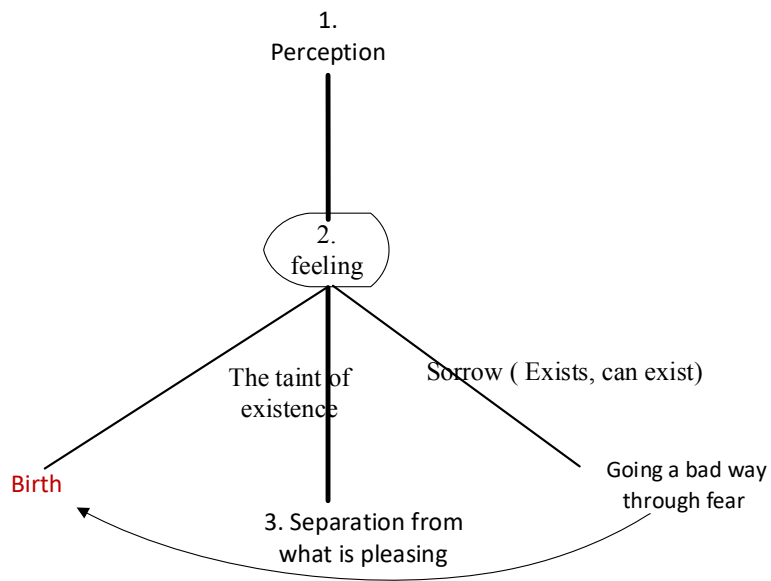 1.
Perception
2.
feeling
The taint of
existence
Sorrow ( Exists, can exist)
Birth
Going a bad way
through fear
3. Separation from
what is pleasing